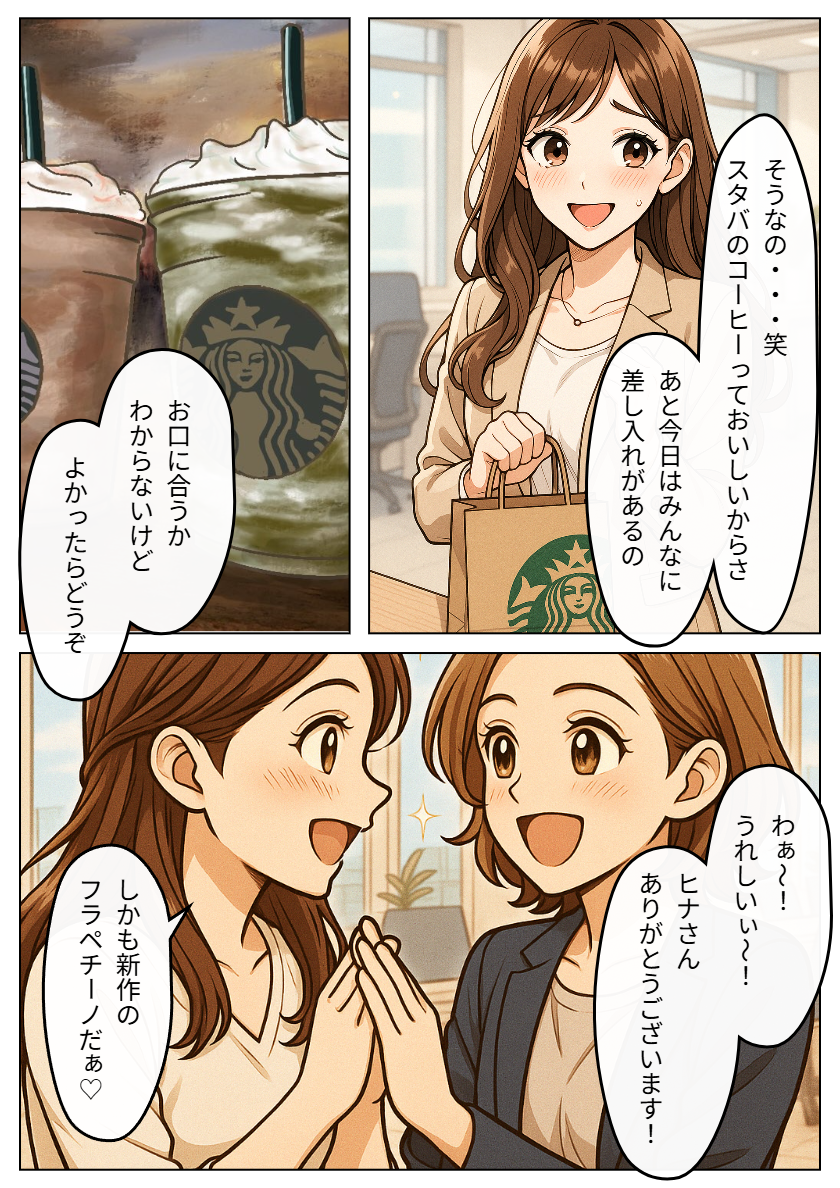 そうなの・・・笑
スタバのコーヒーっておいしいからさ
あと今日はみんなに
差し入れがあるの
お口に合うか
わからないけど
よかったらどうぞ
わぁ～！
うれしいぃ～！
ヒナさん
ありがとうございます！
しかも新作の
フラペチーノだぁ♡